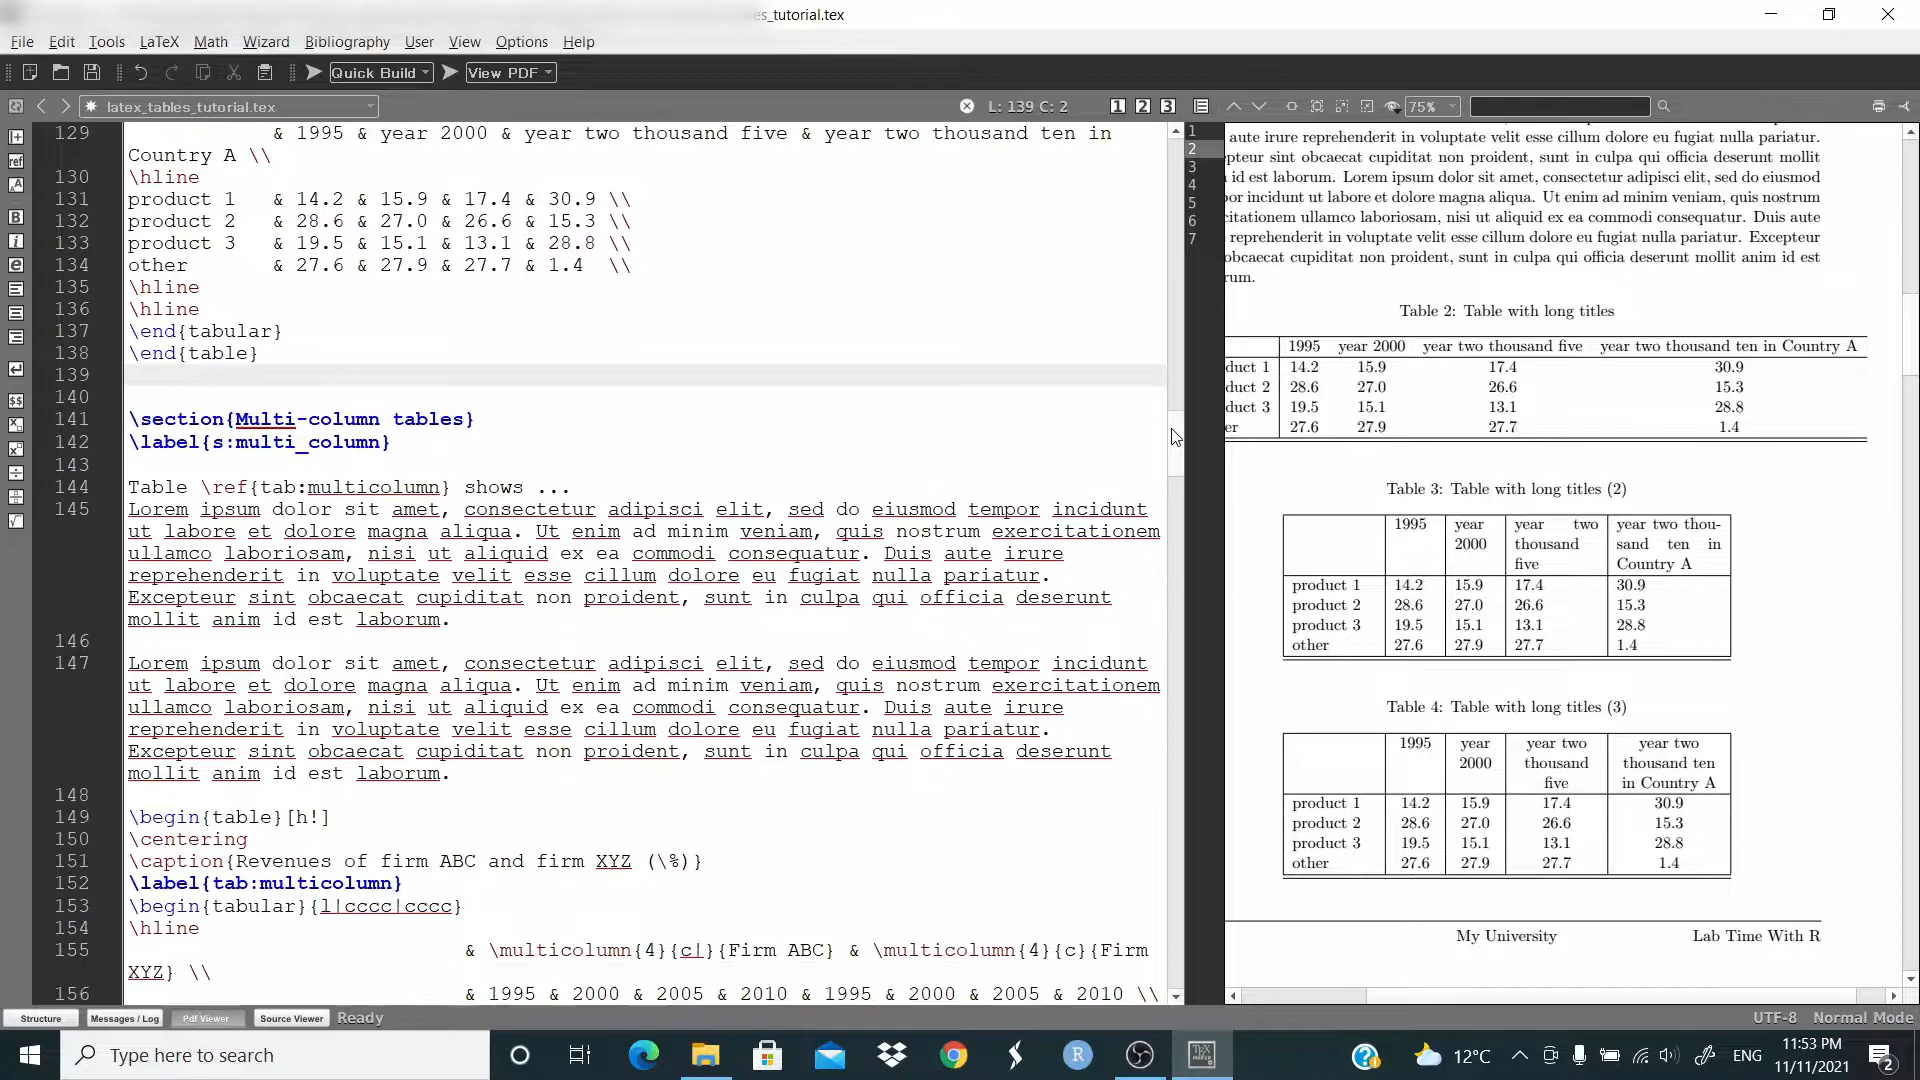 es_tutorial.tex
File Edit Tools LaTeX Math Wizard Bibliography User View Options Help
Quick Build View PDF
latex_tables_tutorial.tex L: 139 C: 2 1 2 3 75%
129 & 1995 & year 2000 & year two thousand five & year two thousand ten in
Country A \\
130 \hline
131 product 1 & 14.2 & 15.9 & 17.4 & 30.9 \\
132 product 2 & 28.6 & 27.0 & 26.6 & 15.3 \\
133 product 3 & 19.5 & 15.1 & 13.1 & 28.8 \\
134 other & 27.6 & 27.9 & 27.7 & 1.4 \\
135 \hline
136 \hline
137 \end{tabular}
138 \end{table}
139
140
141 \section{Multi-column tables}
142 \label{s:multi_column}
143
144 Table \ref{tab:multicolumn} shows ...
145 Lorem ipsum dolor sit amet, consectetur adipisci elit, sed do eiusmod tempor incidunt
ut labore et dolore magna aliqua. Ut enim ad minim veniam, quis nostrum exercitationem
ullamco laboriosam, nisi ut aliquid ex ea commodi consequatur. Duis aute irure
reprehenderit in voluptate velit esse cillum dolore eu fugiat nulla pariatur.
Excepteur sint obcaecat cupiditat non proident, sunt in culpa qui officia deserunt
mollit anim id est laborum.
146
147 Lorem ipsum dolor sit amet, consectetur adipisci elit, sed do eiusmod tempor incidunt
ut labore et dolore magna aliqua. Ut enim ad minim veniam, quis nostrum exercitationem
ullamco laboriosam, nisi ut aliquid ex ea commodi consequatur. Duis aute irure
reprehenderit in voluptate velit esse cillum dolore eu fugiat nulla pariatur.
Excepteur sint obcaecat cupiditat non proident, sunt in culpa qui officia deserunt
mollit anim id est laborum.
148
149 \begin{table}[h!]
150 \centering
151 \caption{Revenues of firm ABC and firm XYZ (\%)}
152 \label{tab:multicolumn}
153 \begin{tabular}{l|cccc|cccc}
154 \hline
155 & \multicolumn{4}{c|}{Firm ABC} & \multicolumn{4}{c}{Firm
XYZ} \\
156 & 1995 & 2000 & 2005 & 2010 & 1995 & 2000 & 2005 & 2010 \\
1
2
3
4
5
6
7
aute irure reprehenderit in voluptate velit esse cillum dolore eu fugiat nulla pariatur.
epteur sint obcaecat cupiditat non proident, sunt in culpa qui officia deserunt mollit
id est laborum. Lorem ipsum dolor sit amet, consectetur adipisci elit, sed do eiusmod
por incidunt ut labore et dolore magna aliqua. Ut enim ad minim veniam, quis nostrum
citationem ullamco laboriosam, nisi ut aliquid ex ea commodi consequatur. Duis aute
reprehenderit in voluptate velit esse cillum dolore eu fugiat nulla pariatur. Excepteur
obcaecat cupiditat non proident, sunt in culpa qui officia deserunt mollit anim id est
rum.
Table 2: Table with long titles
1995 year 2000 year two thousand five year two thousand ten in Country A
duct 1 14.2 15.9 17.4 30.9
duct 2 28.6 27.0 26.6 15.3
duct 3 19.5 15.1 13.1 28.8
er 27.6 27.9 27.7 1.4
Table 3: Table with long titles (2)
1995 year year two year two thou-
2000 thousand sand ten in
five Country A
product 1 14.2 15.9 17.4 30.9
product 2 28.6 27.0 26.6 15.3
product 3 19.5 15.1 13.1 28.8
other 27.6 27.9 27.7 1.4
Table 4: Table with long titles (3)
1995 year year two year two
2000 thousand thousand ten
five in Country A
product 1 14.2 15.9 17.4 30.9
product 2 28.6 27.0 26.6 15.3
product 3 19.5 15.1 13.1 28.8
other 27.6 27.9 27.7 1.4
My University Lab Time With R
Structure Messages / Log Pdf Viewer Source Viewer Ready UTF-8 Normal Mode
Type here to search 12°C ENG 11:53 PM
11/11/2021 2